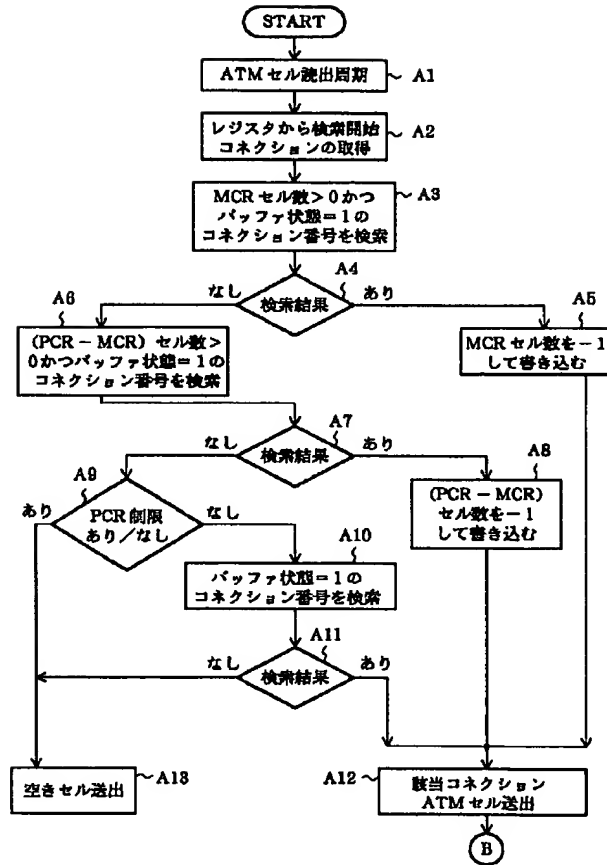 START
ATMセル読出周期
A1
レジスタから検索開始
コネクションの取得
A2
MCRセル数>0かつ
バッファ状態=1の
コネクション番号を検索
A3
A4
なし
検索結果
あり
A6
(PCR－MCR)セル数>
0かつバッファ状態=1の
コネクション番号を検索
A5
MCRセル数を－1
して書き込む
A7
なし
検索結果
あり
A9
あり
PCR制限
あり／なし
なし
A8
(PCR－MCR)
セル数を－1
して書き込む
A10
バッファ状態=1の
コネクション番号を検索
A11
なし
検索結果
あり
空きセル送出
A13
A12
該当コネクション
ATMセル送出
B